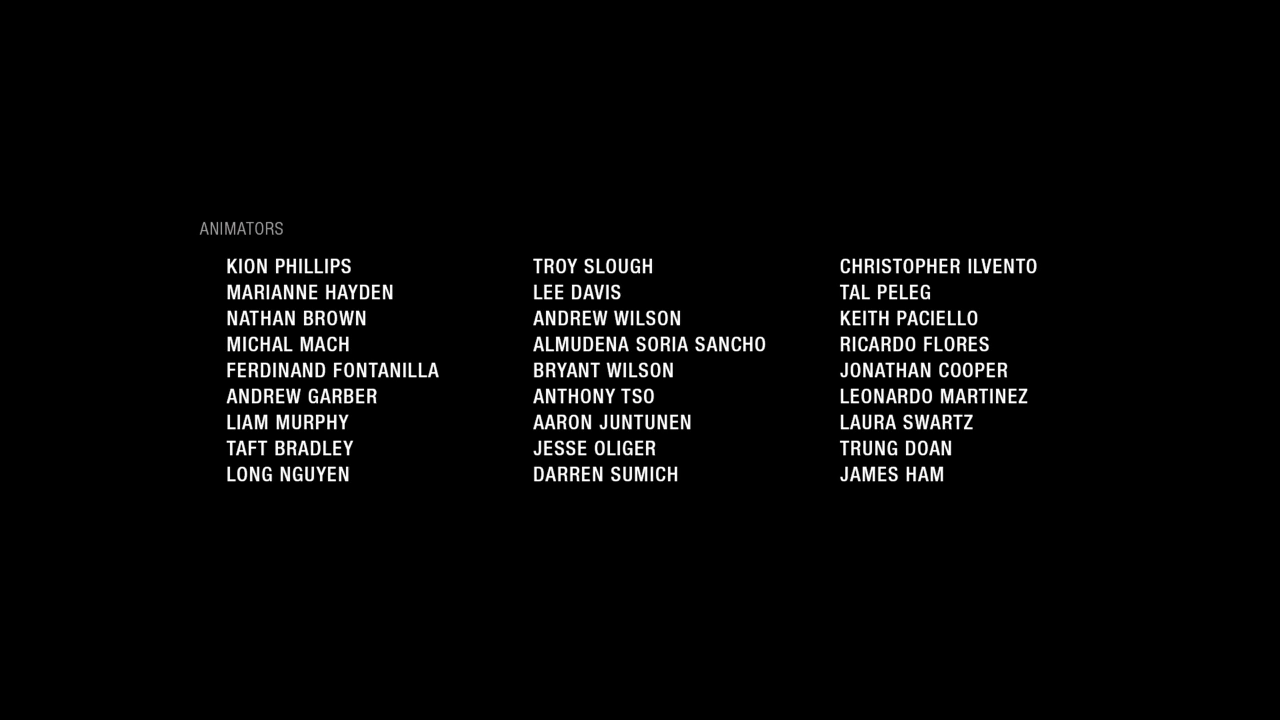 ANIMATORS
KION PHILLIPS
MARIANNE HAYDEN
NATHAN BROWN
MICHAL MACH
FERDINAND FONTANILLA
ANDREW GARBER
LIAM MURPHY
TAFT BRADLEY
LONG NGUYEN
TROY SLOUGH
LEE DAVIS
ANDREW WILSON
ALMUDENA SORIA SANCHO
BRYANT WILSON
ANTHONY TSO
AARON JUNTUNEN
JESSE OLIGER
DARREN SUMICH
CHRISTOPHER ILVENTO
TAL PELEG
KEITH PACIELLO
RICARDO FLORES
JONATHAN COOPER
LEONARDO MARTINEZ
LAURA SWARTZ
TRUNG DOAN
JAMES HAM